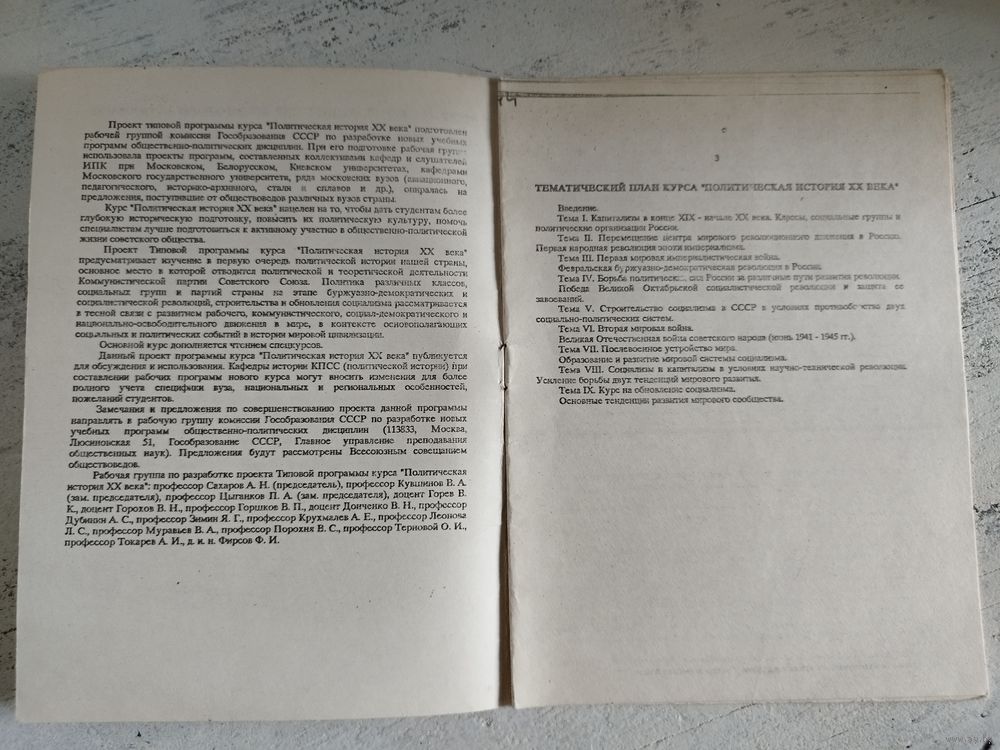 Проект типовой программы курса "Политическая история XX века" подготовлен
рабочей группой комиссии Гособразования СССР по разработке новых учебных
программ общественно-политических дисциплин. При его подготовке рабочая группа
использовала проекты программ, составленных коллективами кафедр и слушателей
ИПК при Московском, Белорусском, Киевском университетах, кафедрами
Московского государственного университета, ряда московских вузов (авиационного,
педагогического, историко-архивного, стали и сплавов и др.), опиралась на
предложения, поступившие от обществоведов различных вузов страны.
Курс "Политическая история XX века" нацелен на то, чтобы дать студентам более
глубокую историческую подготовку, повысить их политическую культуру, помочь
специалистам лучше подготовиться к активному участию в общественно-политической
жизни советского общества.
Проект Типовой программы курса "Политическая история XX века"
предусматривает изучение в первую очередь политической истории нашей страны,
основное место в которой отводится политической и теоретической деятельности
Коммунистической партии Советского Союза. Политика различных классов,
социальных групп и партий страны на этапе буржуазно-демократических и
социалистической революций, строительства и обновления социализма рассматривается
в тесной связи с развитием рабочего, коммунистического, социал-демократического и
национально-освободительного движения в мире, в контексте основополагающих
социальных и политических событий в истории мировой цивилизации.
Основной курс дополняется чтением спецкурсов.
Данный проект программы курса "Политическая история XX века" публикуется
для обсуждения и использования. Кафедры истории КПСС (политической истории) при
составлении рабочих программ нового курса могут вносить изменения для более
полного учета специфики вуза, национальных и региональных особенностей,
пожеланий студентов.
Замечания и предложения по совершенствованию проекта данной программы
направлять в рабочую группу комиссии Гособразования СССР по разработке новых
учебных программ общественно-политических дисциплин (113833, Москва,
Люсиновская 51, Гособразование СССР, Главное управление преподавания
общественных наук). Предложения будут рассмотрены Всесоюзным совещанием
обществоведов.
Рабочая группа по разработке проекта Типовой программы курса "Политическая
история XX века": профессор Сахаров А. Н. (председатель), профессор Кувшинов В. А.
(зам. председателя), профессор Цыганков П. А. (зам. председателя), доцент Горев В.
К., доцент Горохов В. Н., профессор Горшков В. П., доцент Донченко В. Н., профессор
Дубинин А. С., профессор Зимин Я. Г., профессор Крухмалев А. Е., профессор Леонова
Л. С., профессор Муравьев В. А., профессор Порохня В. С., профессор Терновой О. И.,
профессор Токарев А. И., д. и. н. Фирсов Ф. И.
3
ТЕМАТИЧЕСКИЙ ПЛАН КУРСА "ПОЛИТИЧЕСКАЯ ИСТОРИЯ XX ВЕКА"
Введение.
Тема I. Капитализм в конце XIX - начале XX века. Классы, социальные группы и
политические организации России.
Тема II. Перемещение центра мирового революционного движения в Россию.
Первая народная революция эпохи империализма.
Тема III. Первая мировая империалистическая война.
Февральская буржуазно-демократическая революция в России.
Тема IV. Борьба политических сил России за различные пути развития революции.
Победа Великой Октябрьской социалистической революции и защита ее
завоеваний.
Тема V. Строительство социализма в СССР в условиях противоборства двух
социально-политических систем.
Тема VI. Вторая мировая война.
Великая Отечественная война советского народа (июнь 1941 - 1945 гг.).
Тема VII. Послевоенное устройство мира.
Образование и развитие мировой системы социализма.
Тема VIII. Социализм и капитализм в условиях научно-технической революции.
Усиление борьбы двух тенденций мирового развития.
Тема IX. Курс на обновление социализма.
Основные тенденции развития мирового сообщества.